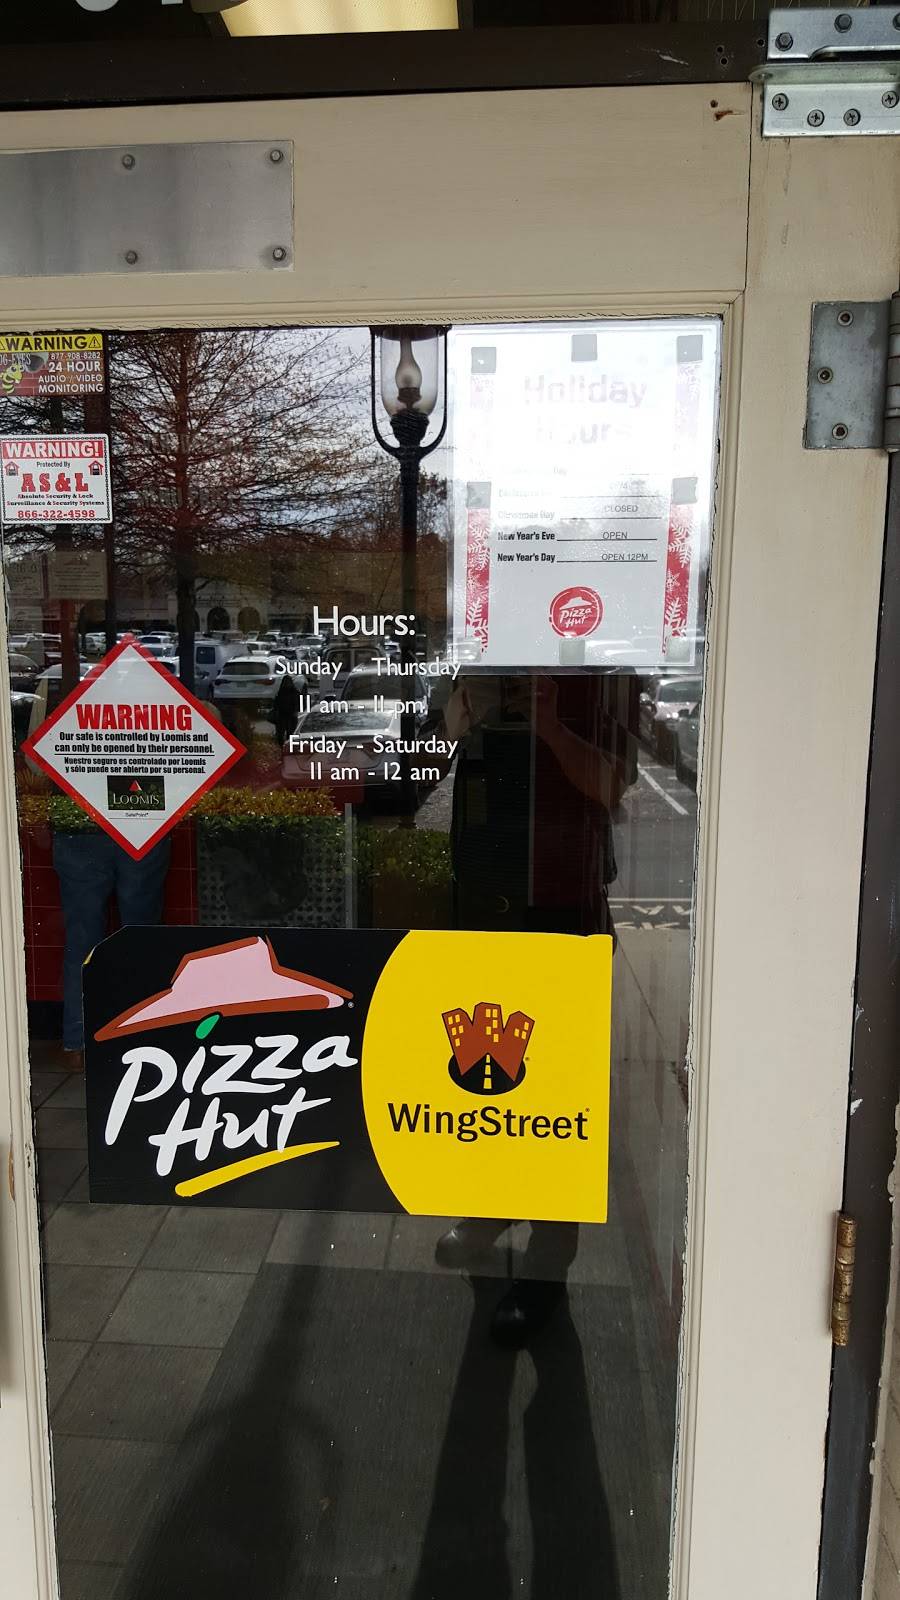 WARNING
877-908-8282
24 HOUR
AUDIO / VIDEO
MONITORING
WARNING!
Protected By
AS&L
Absolute Security & Lock
Surveillance & Security Systems
866-322-4598
Holiday
Day
Christmas Day CLOSED
New Year's Eve OPEN
New Year's Day OPEN 12PM
Pizza
Hut
Hours:
Sunday - Thursday
11 am - 11 pm
Friday - Saturday
11 am - 12 am
WARNING
Our safe is controlled by Loomis and
can only be opened by their personnel.
Nuestro seguro es controlado por Loomis
y sólo puede ser abierto por su personal.
LOOMIS
SafePoint
Pizza
Hut
WingStreet